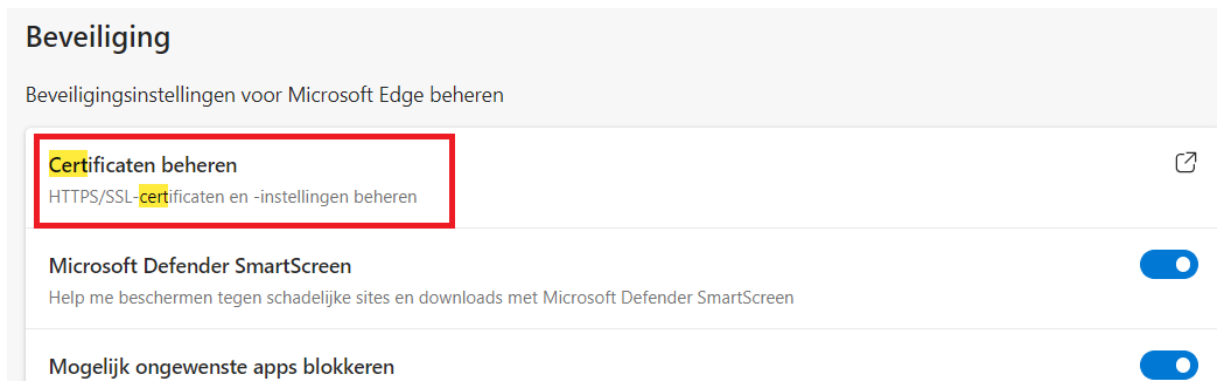 Beveiliging
Beveiligingsinstellingen voor Microsoft Edge beheren
Certificaten beheren
HTTPS/SSL-certificaten en -instellingen beheren
Microsoft Defender SmartScreen
Help me beschermen tegen schadelijke sites en downloads met Microsoft Defender SmartScreen
Mogelijk ongewenste apps blokkeren